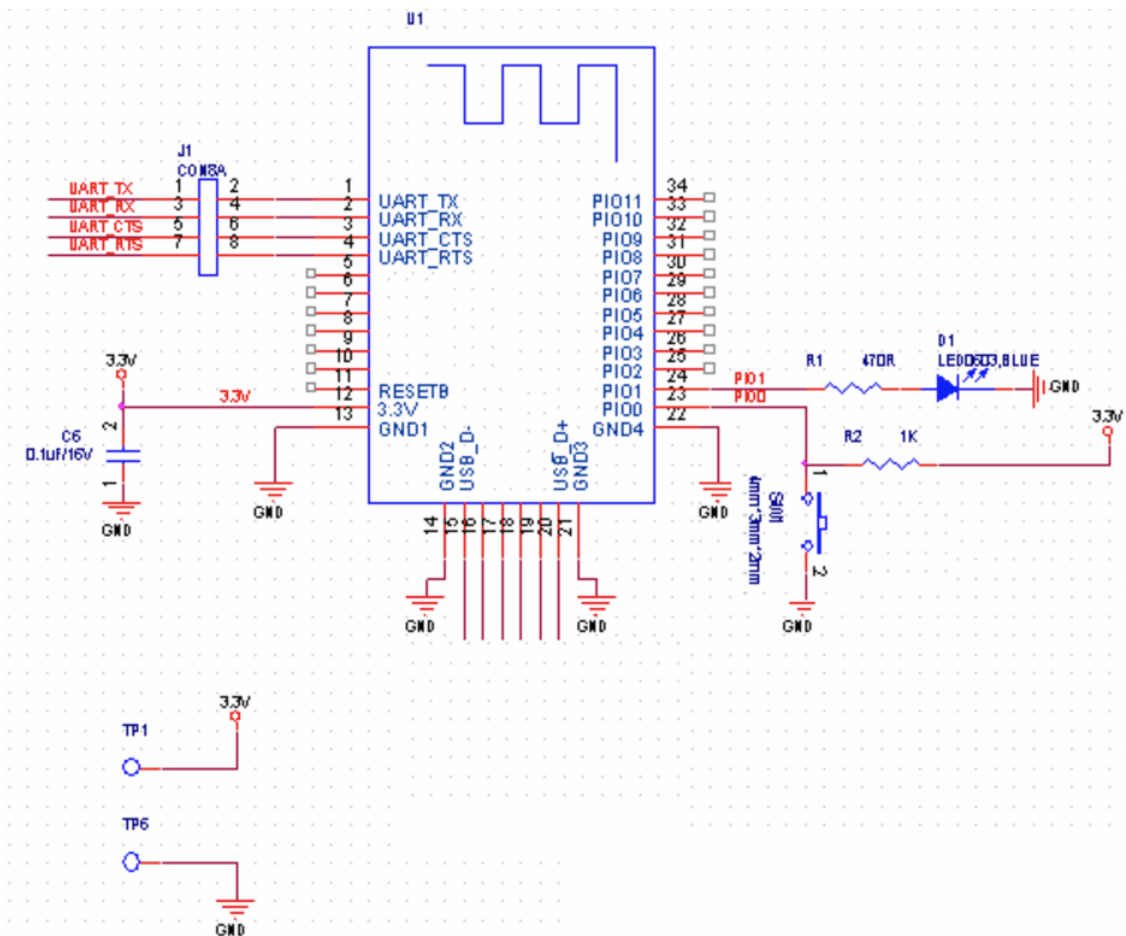 U1
J1
CON8A
UART_TX 1 2 1 UART_TX
UART_RX 3 4 2 UART_RX
UART_CTS 5 6 3 UART_CTS
UART_RTS 7 8 4 UART_RTS
5
6
7
8
9
10
11 RESETB
3.3V 12 3.3V
13 GND1
34 PIO11
33 PIO10
32 PIO9
31 PIO8
30 PIO7
29 PIO6
28 PIO5
27 PIO4
26 PIO3
25 PIO2
24 PIO1
23 PIO0
22 GND4
GND2
USB_D-
USB_D+
GND3
14 15 16 17 18 19 20 21
3.3V
2
C6
0.1uF/16V
1
GND
GND
GND
GND
GND
PIO1
PIO0
R1 470R
D1
LED0603,BLUE
GND
R2 1K
3.3V
1
4mm*3mm*2mm
2
GND
TP1
3.3V
TP6
GND